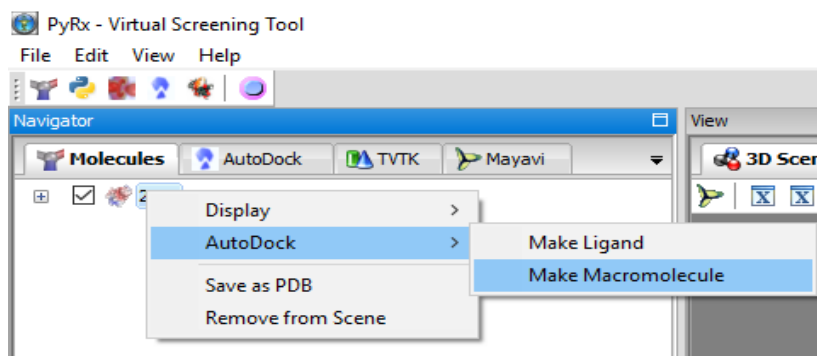 PyRx - Virtual Screening Tool
File Edit View Help
Navigator
View
Molecules AutoDock TVTK Mayavi
3D Scen
2
Display
AutoDock
Make Ligand
Make Macromolecule
Save as PDB
Remove from Scene